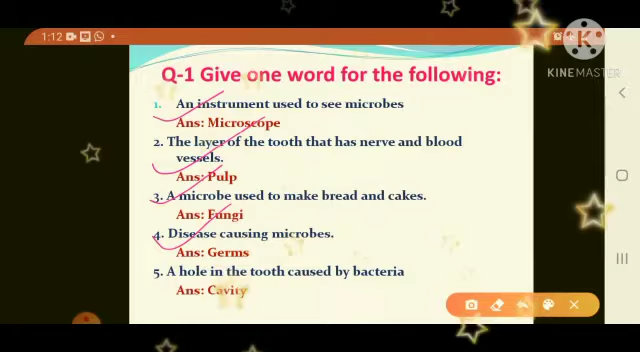 1:12
KINEMASTER
Q-1 Give one word for the following:
1. An instrument used to see microbes
Ans: Microscope
2. The layer of the tooth that has nerve and blood
vessels.
Ans: Pulp
3. A microbe used to make bread and cakes.
Ans: Fungi
4. Disease causing microbes.
Ans: Germs
5. A hole in the tooth caused by bacteria
Ans: Cavity